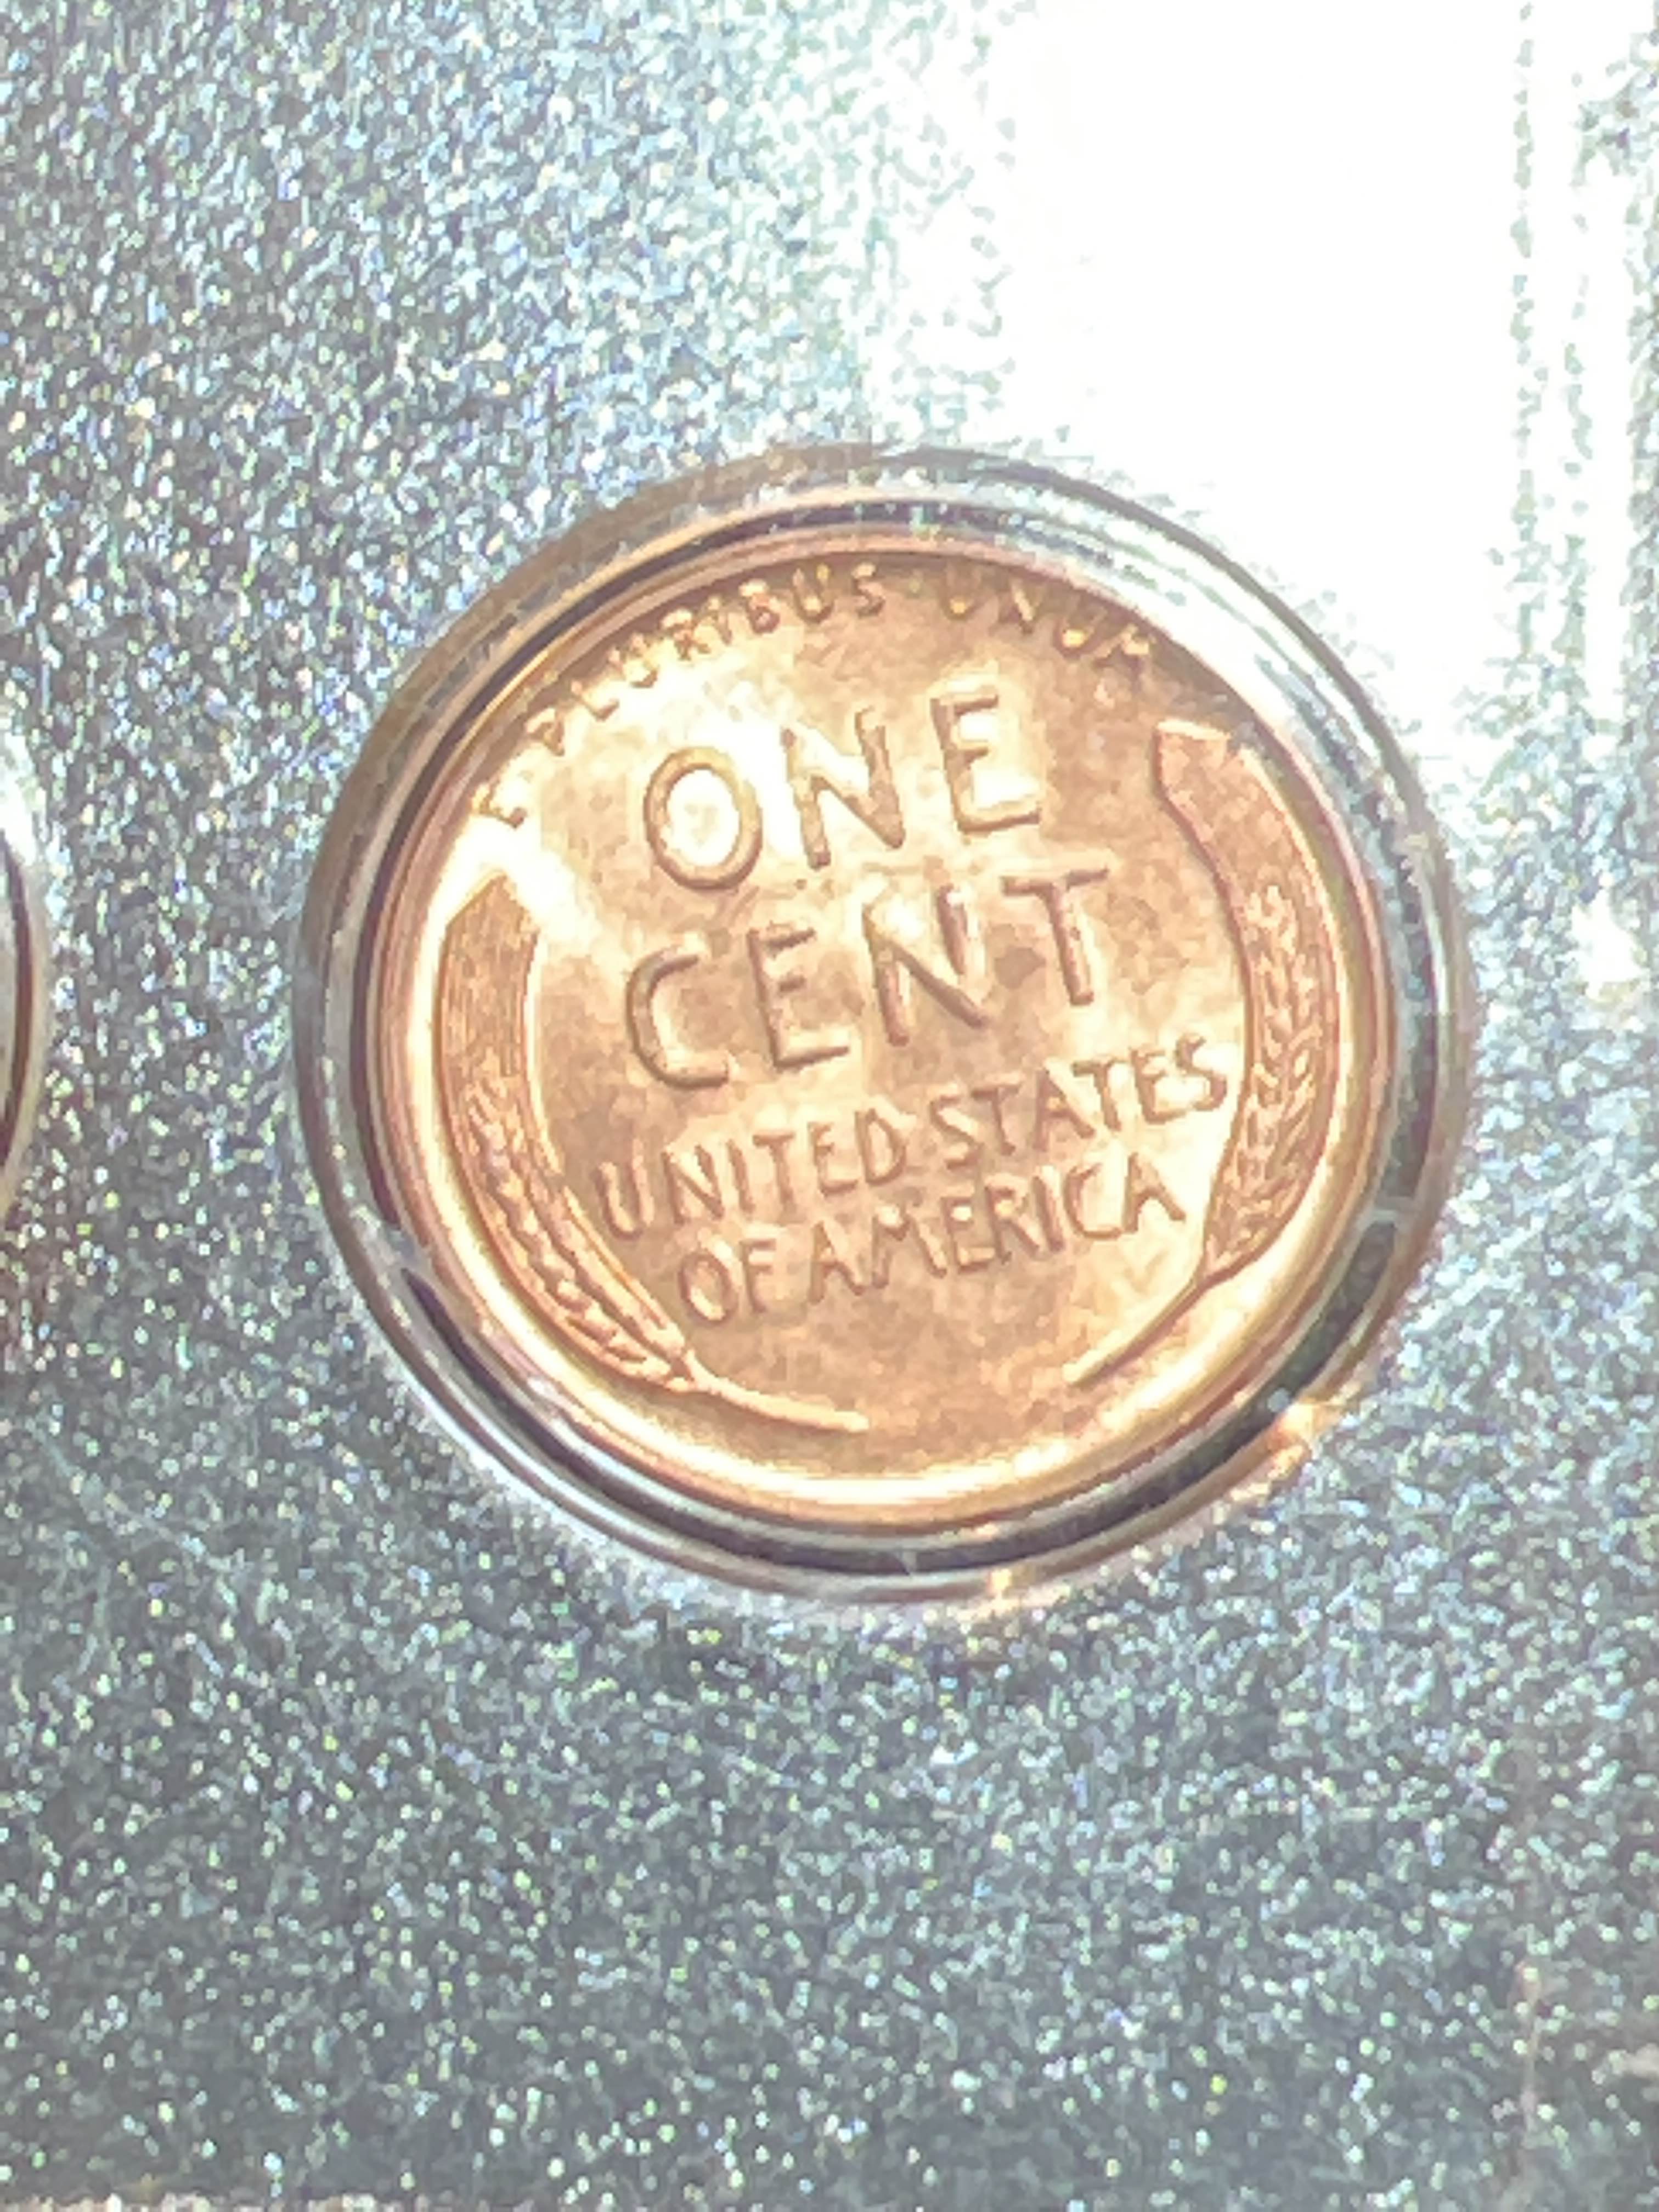 E · PLURIBUS · UNUM
ONE
CENT
UNITED STATES
OF AMERICA